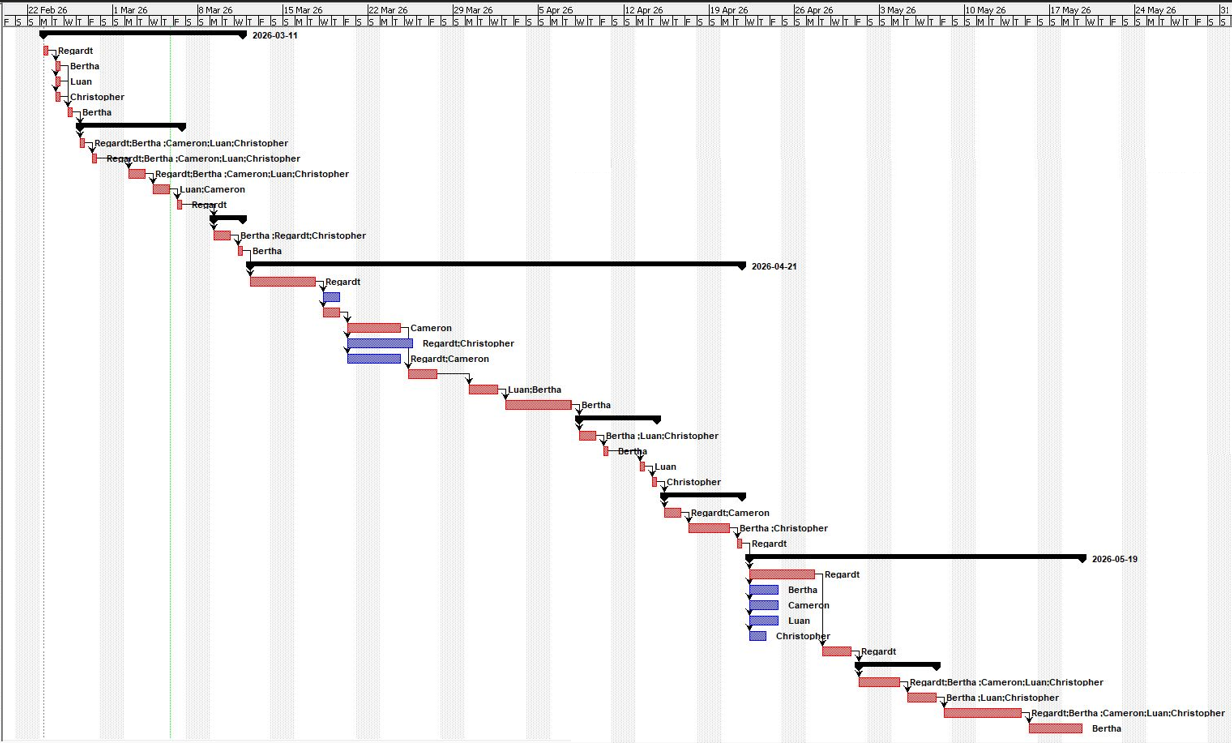 22 Feb 26 1 Mar 26 8 Mar 26 15 Mar 26 22 Mar 26 29 Mar 26 5 Apr 26 12 Apr 26 19 Apr 26 26 Apr 26 3 May 26 10 May 26 17 May 26 24 May 26 31
F S S M T W T F S S M T W T F S S M T W T F S S M T W T F S S M T W T F S S M T W T F S S M T W T F S S M T W T F S S M T W T F S S M T W T F S S M T W T F S S M T W T F S S M T W T F S S M T W T F S S
2026-03-11
Regardt
Bertha
Luan
Christopher
Bertha
Regardt;Bertha ;Cameron;Luan;Christopher
Regardt;Bertha ;Cameron;Luan;Christopher
Regardt;Bertha ;Cameron;Luan;Christopher
Luan;Cameron
Regardt
Bertha ;Regardt;Christopher
Bertha
2026-04-21
Regardt
Cameron
Regardt;Christopher
Regardt;Cameron
Luan;Bertha
Bertha
Bertha ;Luan;Christopher
Bertha
Luan
Christopher
Regardt;Cameron
Bertha ;Christopher
Regardt
2026-05-19
Regardt
Bertha
Cameron
Luan
Christopher
Regardt
Regardt;Bertha ;Cameron;Luan;Christopher
Bertha ;Luan;Christopher
Regardt;Bertha ;Cameron;Luan;Christopher
Bertha